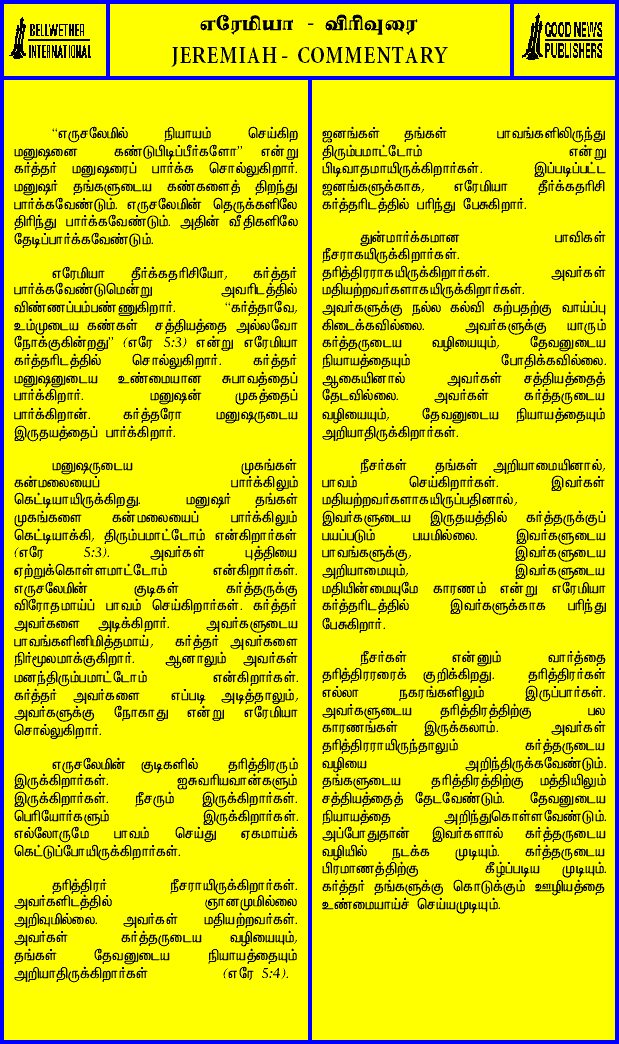 BELLWETHER
INTERNATIONAL
எரேமியா - விரிவுரை
JEREMIAH - COMMENTARY
GOOD NEWS
PUBLISHERS
“எருசலேமில் நியாயம் செய்கிற
மனுஷனை கண்டுபிடிப்பீர்களோ” என்று
கர்த்தர் மனுஷரைப் பார்க்க சொல்லுகிறார்.
மனுஷர் தங்களுடைய கண்களைத் திறந்து
பார்க்கவேண்டும். எருசலேமின் தெருக்களிலே
திரிந்து பார்க்கவேண்டும். அதின் வீதிகளிலே
தேடிப்பார்க்கவேண்டும்.
எரேமியா தீர்க்கதரிசியோ, கர்த்தர்
பார்க்கவேண்டுமென்று அவரிடத்தில்
விண்ணப்பம்பண்ணுகிறார். “கர்த்தாவே,
உம்முடைய கண்கள் சத்தியத்தை அல்லவோ
நோக்குகின்றது” (எரே 5:3) என்று எரேமியா
கர்த்தரிடத்தில் சொல்லுகிறார். கர்த்தர்
மனுஷனுடைய உண்மையான சுபாவத்தைப்
பார்க்கிறார். மனுஷன் முகத்தைப்
பார்க்கிறான். கர்த்தரோ மனுஷருடைய
இருதயத்தைப் பார்க்கிறார்.
மனுஷருடைய முகங்கள்
கன்மலையைப் பார்க்கிலும்
கெட்டியாயிருக்கிறது. மனுஷர் தங்கள்
முகங்களை கன்மலையைப் பார்க்கிலும்
கெட்டியாக்கி, திரும்பமாட்டோம் என்கிறார்கள்
(எரே 5:3). அவர்கள் புத்தியை
ஏற்றுக்கொள்ளமாட்டோம் என்கிறார்கள்.
எருசலேமின் குடிகள் கர்த்தருக்கு
விரோதமாய்ப் பாவம் செய்கிறார்கள். கர்த்தர்
அவர்களை அடிக்கிறார். அவர்களுடைய
பாவங்களினிமித்தமாய், கர்த்தர் அவர்களை
நிர்மூலமாக்குகிறார். ஆனாலும் அவர்கள்
மனந்திரும்பமாட்டோம் என்கிறார்கள்.
கர்த்தர் அவர்களை எப்படி அடித்தாலும்,
அவர்களுக்கு நோகாது என்று எரேமியா
சொல்லுகிறார்.
எருசலேமின் குடிகளில் தரித்திரரும்
இருக்கிறார்கள். ஐசுவரியவான்களும்
இருக்கிறார்கள். நீசரும் இருக்கிறார்கள்.
பெரியோர்களும் இருக்கிறார்கள்.
எல்லோருமே பாவம் செய்து ஏகமாய்க்
கெட்டுப்போயிருக்கிறார்கள்.
தரித்திரர் நீசராயிருக்கிறார்கள்.
அவர்களிடத்தில் ஞானமுமில்லை
அறிவுமில்லை. அவர்கள் மதியற்றவர்கள்.
அவர்கள் கர்த்தருடைய வழியையும்,
தங்கள் தேவனுடைய நியாயத்தையும்
அறியாதிருக்கிறார்கள் (எரே 5:4).
ஜனங்கள் தங்கள் பாவங்களிலிருந்து
திரும்பமாட்டோம் என்று
பிடிவாதமாயிருக்கிறார்கள். இப்படிப்பட்ட
ஜனங்களுக்காக, எரேமியா தீர்க்கதரிசி
கர்த்தரிடத்தில் பரிந்து பேசுகிறார்.
துன்மார்க்கமான பாவிகள்
நீசராகயிருக்கிறார்கள்.
தரித்திரராகயிருக்கிறார்கள். அவர்கள்
மதியற்றவர்களாகயிருக்கிறார்கள்.
அவர்களுக்கு நல்ல கல்வி கற்பதற்கு வாய்ப்பு
கிடைக்கவில்லை. அவர்களுக்கு யாரும்
கர்த்தருடைய வழியையும், தேவனுடைய
நியாயத்தையும் போதிக்கவில்லை.
ஆகையினால் அவர்கள் சத்தியத்தைத்
தேடவில்லை. அவர்கள் கர்த்தருடைய
வழியையும், தேவனுடைய நியாயத்தையும்
அறியாதிருக்கிறார்கள்.
நீசர்கள் தங்கள் அறியாமையினால்,
பாவம் செய்கிறார்கள். இவர்கள்
மதியற்றவர்களாகயிருப்பதினால்,
இவர்களுடைய இருதயத்தில் கர்த்தருக்குப்
பயப்படும் பயமில்லை. இவர்களுடைய
பாவங்களுக்கு, இவர்களுடைய
அறியாமையும், இவர்களுடைய
மதியின்மையுமே காரணம் என்று எரேமியா
கர்த்தரிடத்தில் இவர்களுக்காக பரிந்து
பேசுகிறார்.
நீசர்கள் என்னும் வார்த்தை
தரித்திரரைக் குறிக்கிறது. தரித்திரர்கள்
எல்லா நகரங்களிலும் இருப்பார்கள்.
அவர்களுடைய தரித்திரத்திற்கு பல
காரணங்கள் இருக்கலாம். அவர்கள்
தரித்திரராயிருந்தாலும் கர்த்தருடைய
வழியை அறிந்திருக்கவேண்டும்.
தங்களுடைய தரித்திரத்திற்கு மத்தியிலும்
சத்தியத்தைத் தேடவேண்டும். தேவனுடைய
நியாயத்தை அறிந்துகொள்ளவேண்டும்.
அப்போதுதான் இவர்களால் கர்த்தருடைய
வழியில் நடக்க முடியும். கர்த்தருடைய
பிரமாணத்திற்கு கீழ்ப்படிய முடியும்.
கர்த்தர் தங்களுக்கு கொடுக்கும் ஊழியத்தை
உண்மையாய்ச் செய்யமுடியும்.